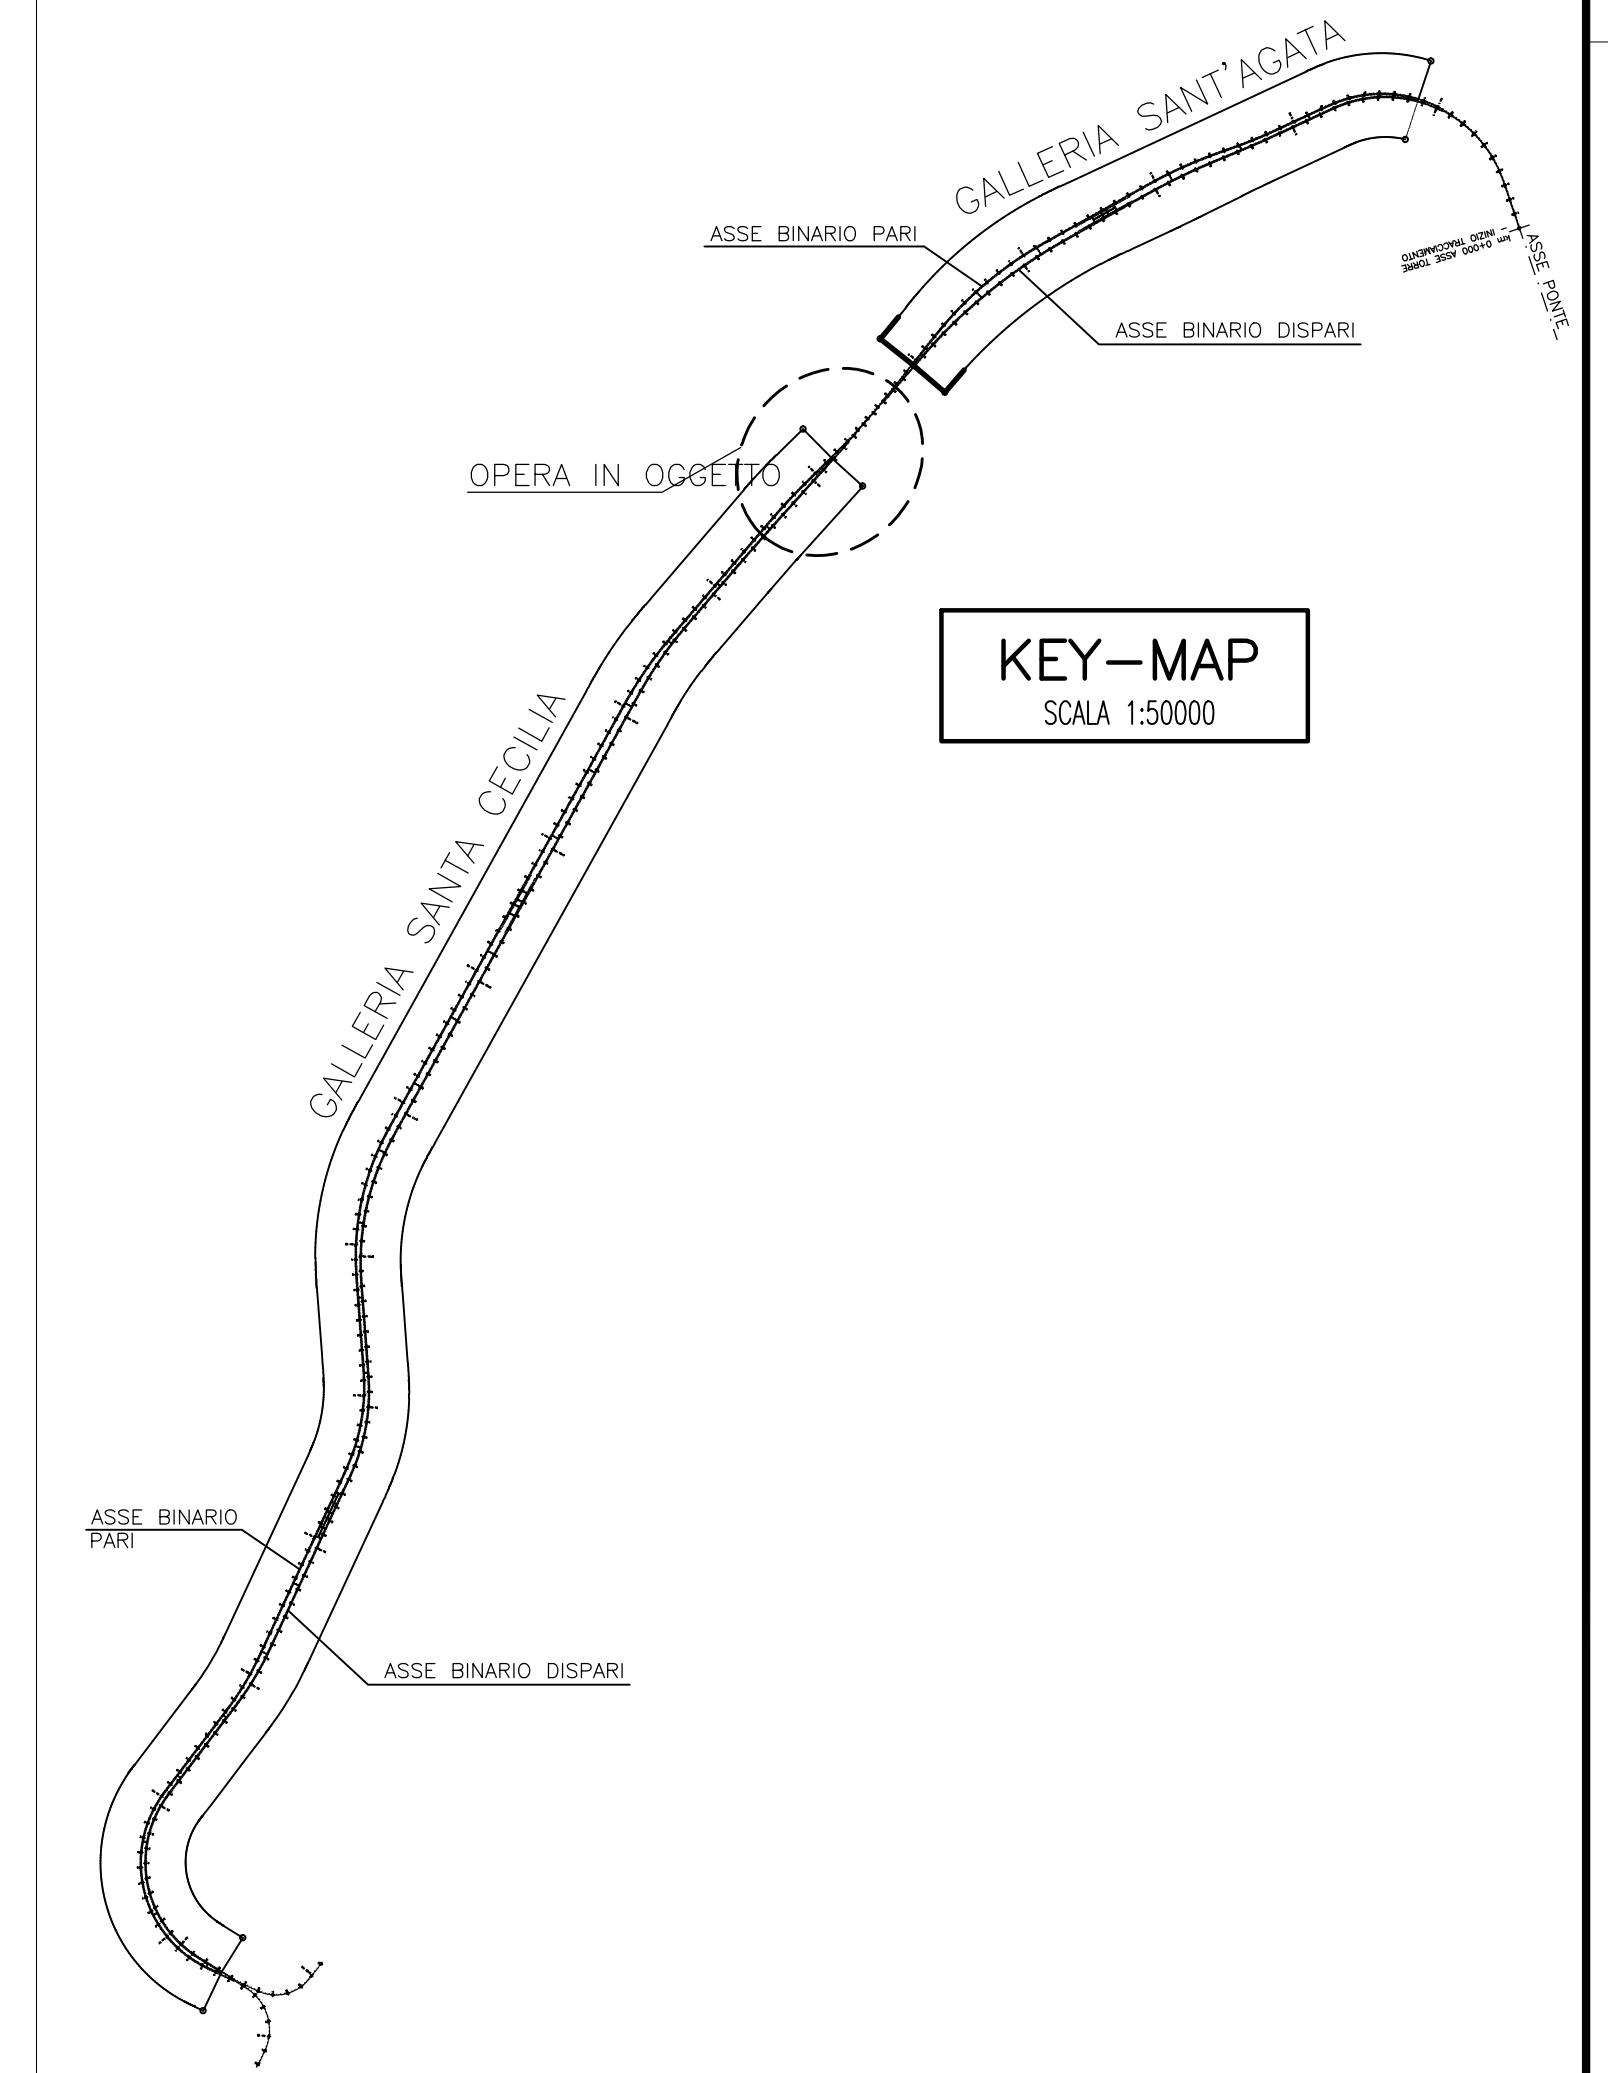 GALLERIA SANT'AGATA
ASSE BINARIO PARI
km 0+000 ASSE TORRE
- INIZIO TRACCIAMENTO
ASSE PONTE
ASSE BINARIO DISPARI
OPERA IN OGGETTO
KEY-MAP
SCALA 1:50000
GALLERIA SANTA CECILIA
ASSE BINARIO
PARI
ASSE BINARIO DISPARI